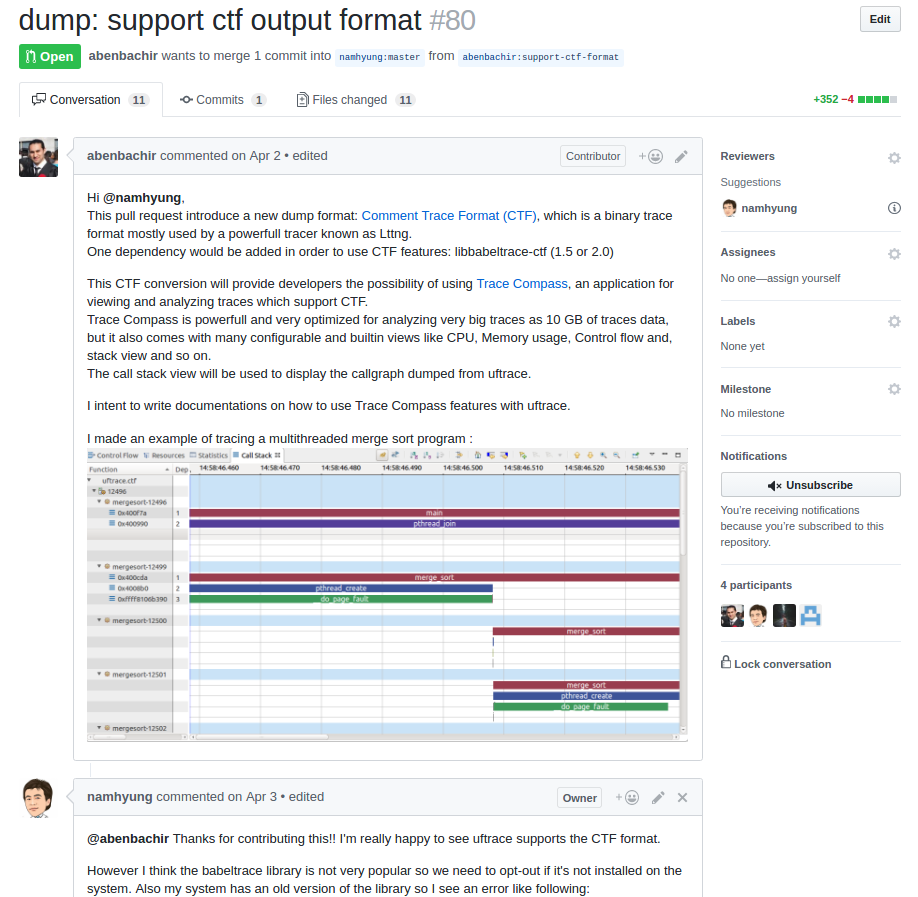 dump: support ctf output format #80
Edit
Open abenbachir wants to merge 1 commit into namhyung:master from abenbachir:support-ctf-format
Conversation 11 Commits 1 Files changed 11 +352 −4
abenbachir commented on Apr 2 • edited Contributor
Hi @namhyung,
This pull request introduce a new dump format: Comment Trace Format (CTF), which is a binary trace
format mostly used by a powerfull tracer known as Lttng.
One dependency would be added in order to use CTF features: libbabeltrace-ctf (1.5 or 2.0)
This CTF conversion will provide developers the possibility of using Trace Compass, an application for
viewing and analyzing traces which support CTF.
Trace Compass is powerfull and very optimized for analyzing very big traces as 10 GB of traces data,
but it also comes with many configurable and builtin views like CPU, Memory usage, Control flow and,
stack view and so on.
The call stack view will be used to display the callgraph dumped from uftrace.
I intent to write documentations on how to use Trace Compass features with uftrace.
I made an example of tracing a multithreaded merge sort program :
Control Flow Resources Statistics Call Stack
Function Dep 14:58:46.460 14:58:46.470 14:58:46.480 14:58:46.490 14:58:46.500 14:58:46.510 14:58:46.520 14:58:46.530
uftrace.ctf
12496
mergesort-12496
0x400f7a 1 main
0x400990 2 pthread_join
mergesort-12499
0x400cda 1 merge_sort
0x4008b0 2 pthread_create
0xffff8106b390 3 __do_page_fault
mergesort-12500
merge_sort
mergesort-12501
merge_sort
pthread_create
__do_page_fault
mergesort-12502
namhyung commented on Apr 3 • edited Owner
@abenbachir Thanks for contributing this!! I'm really happy to see uftrace supports the CTF format.
However I think the babeltrace library is not very popular so we need to opt-out if it's not installed on the
system. Also my system has an old version of the library so I see an error like following:
Reviewers
Suggestions
namhyung
Assignees
No one—assign yourself
Labels
None yet
Milestone
No milestone
Notifications
Unsubscribe
You're receiving notifications
because you're subscribed to this
repository.
4 participants
Lock conversation